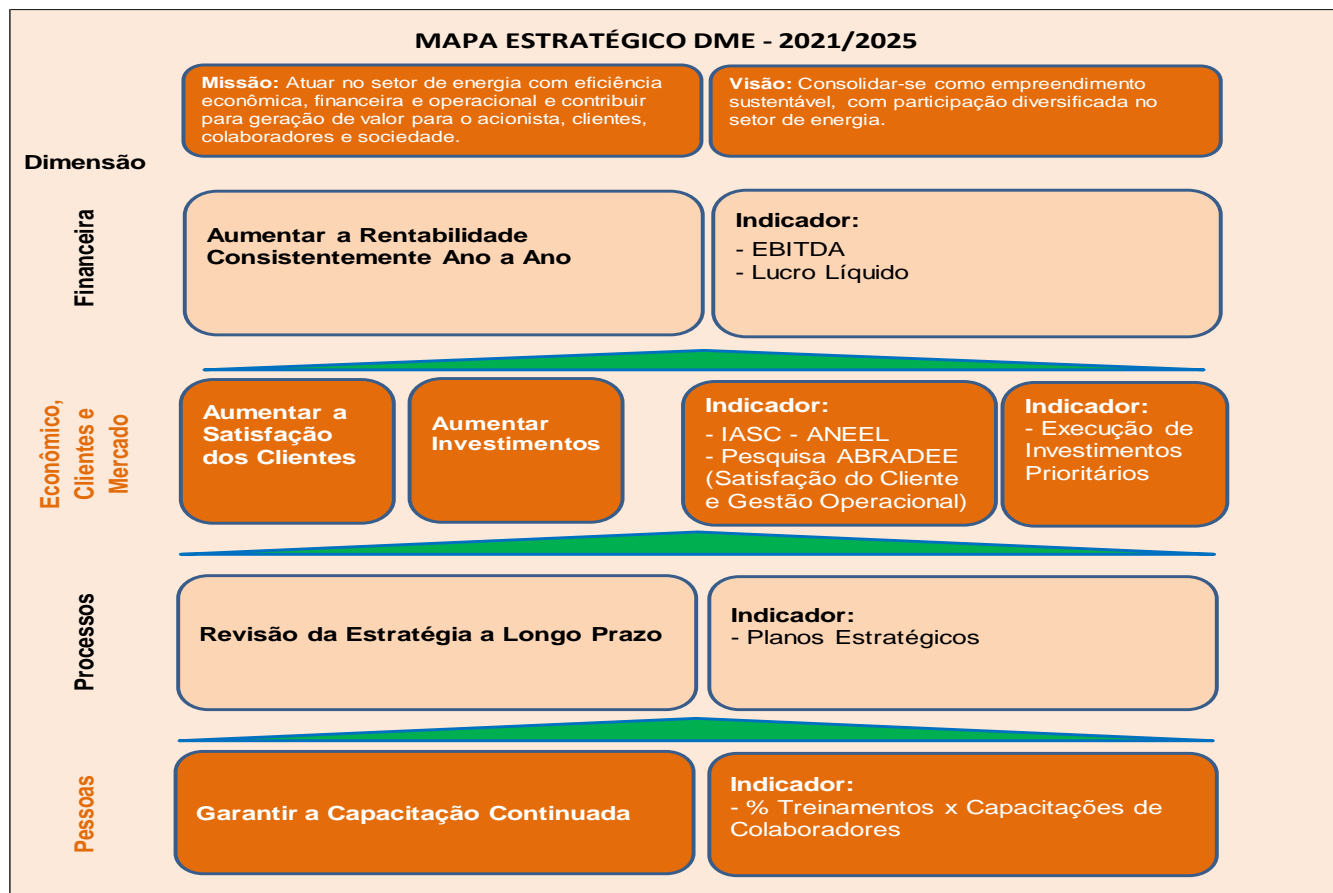 MAPA ESTRATÉGICO DME - 2021/2025
Missão: Atuar no setor de energia com eficiência
econômica, financeira e operacional e contribuir
para geração de valor para o acionista, clientes,
colaboradores e sociedade.
Visão: Consolidar-se como empreendimento
sustentável, com participação diversificada no
setor de energia.
Dimensão
Financeira
Aumentar a Rentabilidade
Consistentemente Ano a Ano
Indicador:
- EBITDA
- Lucro Líquido
Econômico,
Clientes e
Mercado
Aumentar a
Satisfação
dos Clientes
Aumentar
Investimentos
Indicador:
- IASC - ANEEL
- Pesquisa ABRADEE
(Satisfação do Cliente
e Gestão Operacional)
Indicador:
- Execução de
Investimentos
Prioritários
Processos
Revisão da Estratégia a Longo Prazo
Indicador:
- Planos Estratégicos
Pessoas
Garantir a Capacitação Continuada
Indicador:
- % Treinamentos x Capacitações de
Colaboradores